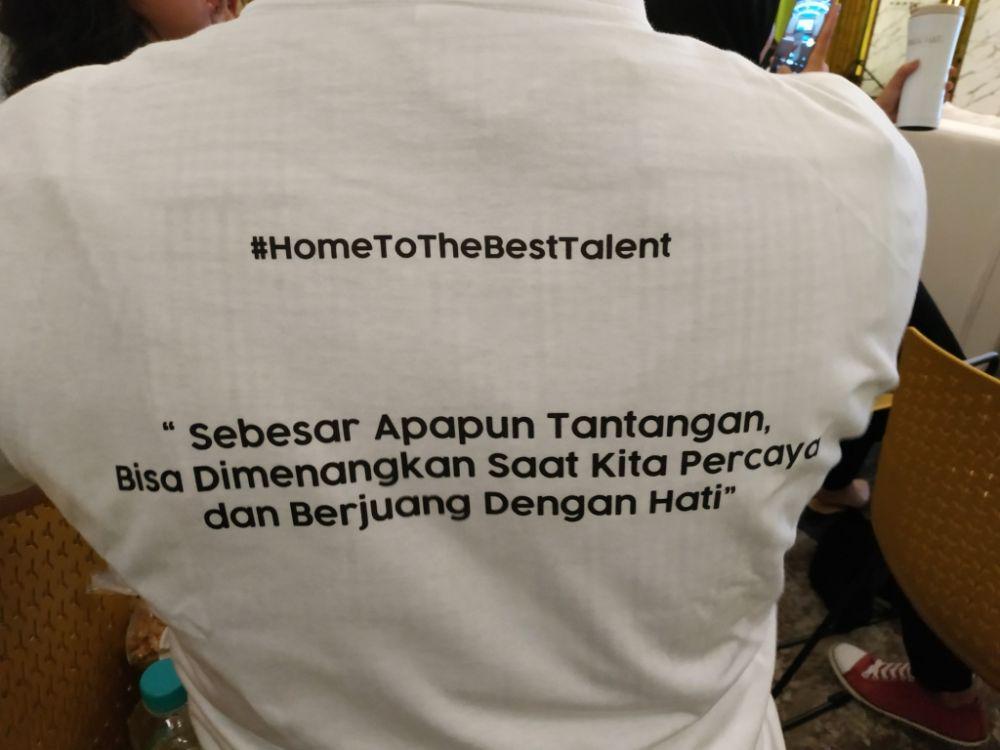 #HomeToTheBestTalent
“ Sebesar Apapun Tantangan,
Bisa Dimenangkan Saat Kita Percaya
dan Berjuang Dengan Hati”